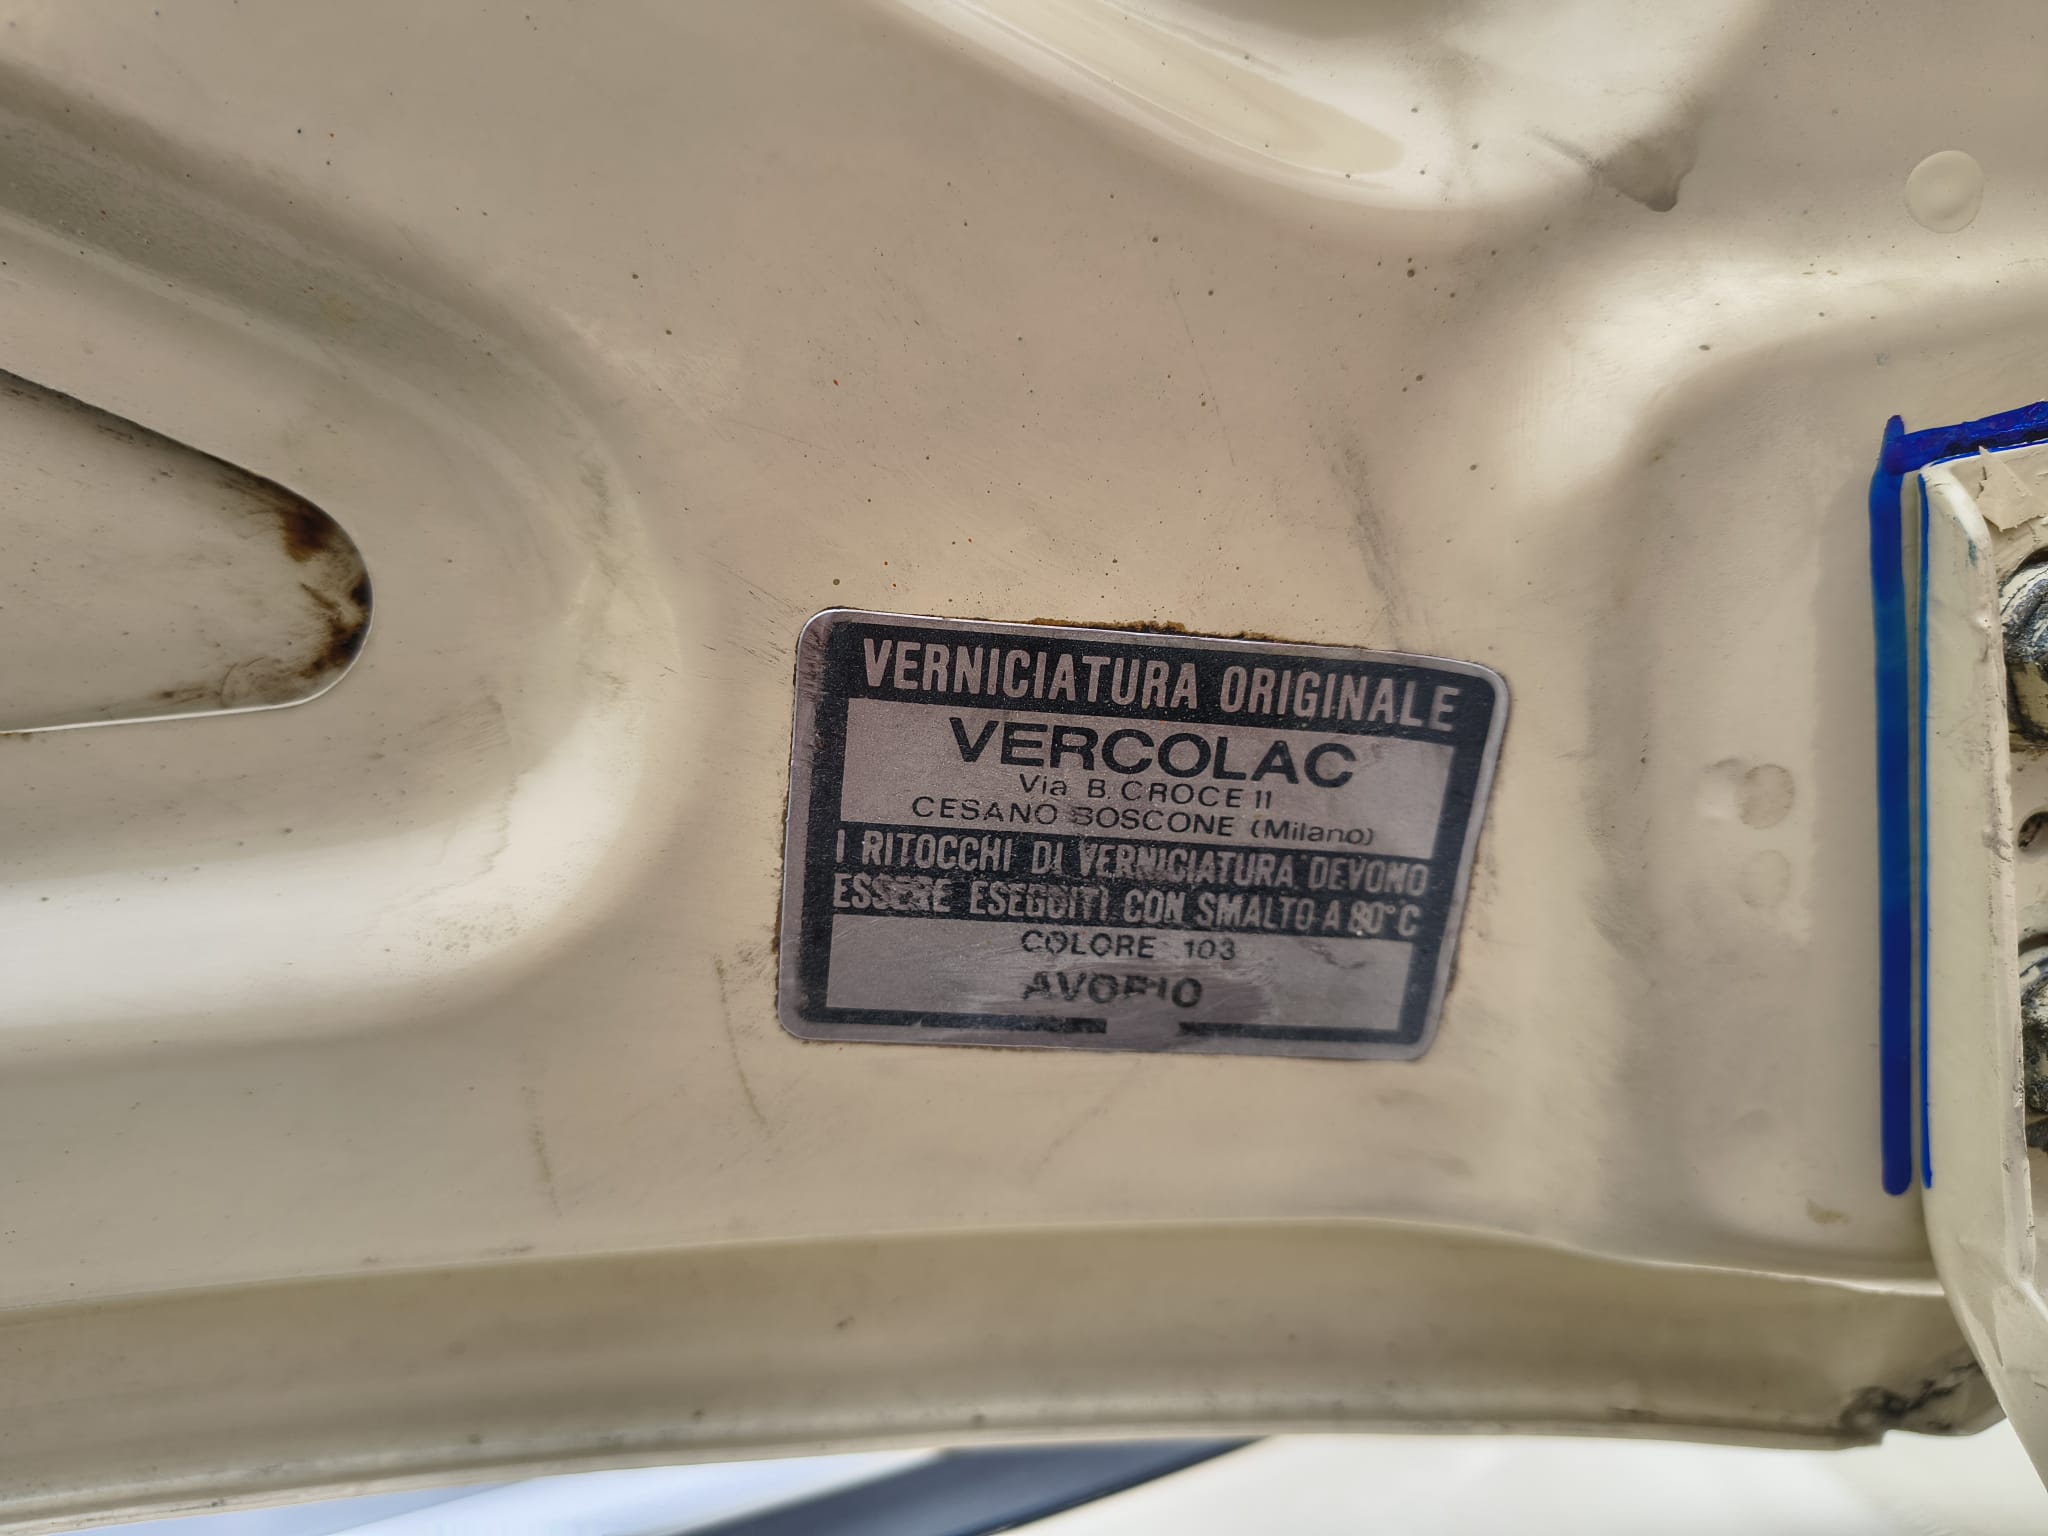 VERNICIATURA ORIGINALE
VERCOLAC
Via B. CROCE 11
CESANO BOSCONE (Milano)
I RITOCCHI DI VERNICIATURA DEVONO
ESSERE ESEGUITI CON SMALTO A 80°C
COLORE 103
AVORIO